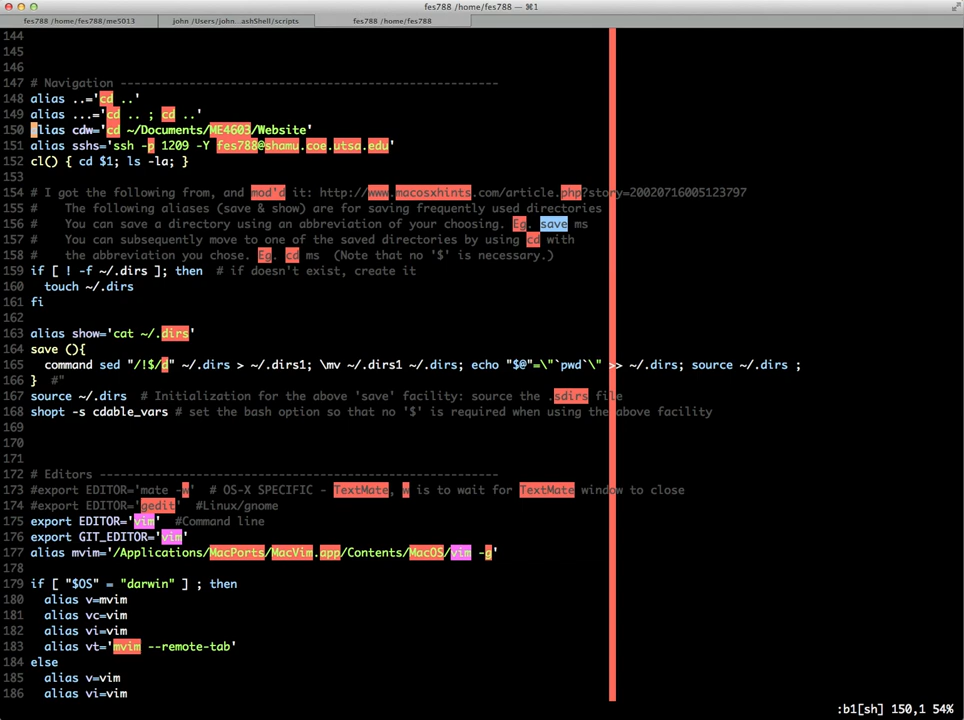 fes788 /home/fes788 — ⌘1
fes788 /home/fes788/me5013 john /Users/john...ashShell/scripts fes788 /home/fes788
144
145
146
147 # Navigation -------------------------------------------------------
148 alias ..='cd ..'
149 alias ...='cd .. ; cd ..'
150 alias cdw='cd ~/Documents/ME4603/Website'
151 alias sshs='ssh -p 1209 -Y fes788@shamu.coe.utsa.edu'
152 cl() { cd $1; ls -la; }
153
154 # I got the following from, and mod'd it: http://www.macosxhints.com/article.php?story=20020716005123797
155 #    The following aliases (save & show) are for saving frequently used directories
156 #    You can save a directory using an abbreviation of your choosing. Eg. save ms
157 #    You can subsequently move to one of the saved directories by using cd with
158 #    the abbreviation you chose. Eg. cd ms  (Note that no '$' is necessary.)
159 if [ ! -f ~/.dirs ]; then  # if doesn't exist, create it
160   touch ~/.dirs
161 fi
162
163 alias show='cat ~/.dirs'
164 save (){
165   command sed "/!$/d" ~/.dirs > ~/.dirs1; \mv ~/.dirs1 ~/.dirs; echo "$@"=\"`pwd`\" >> ~/.dirs; source ~/.dirs ;
166 }  #"
167 source ~/.dirs  # Initialization for the above 'save' facility: source the .sdirs file
168 shopt -s cdable_vars # set the bash option so that no '$' is required when using the above facility
169
170
171
172 # Editors ----------------------------------------------------------
173 #export EDITOR='mate -w'  # OS-X SPECIFIC - TextMate, w is to wait for TextMate window to close
174 #export EDITOR='gedit'  #Linux/gnome
175 export EDITOR='vim'  #Command line
176 export GIT_EDITOR='vim'
177 alias mvim='/Applications/MacPorts/MacVim.app/Contents/MacOS/vim -g'
178
179 if [ "$OS" = "darwin" ] ; then
180   alias v=mvim
181   alias vc=vim
182   alias vi=vim
183   alias vt='mvim --remote-tab'
184 else
185   alias v=vim
186   alias vi=vim
:b1[sh] 150,1 54%